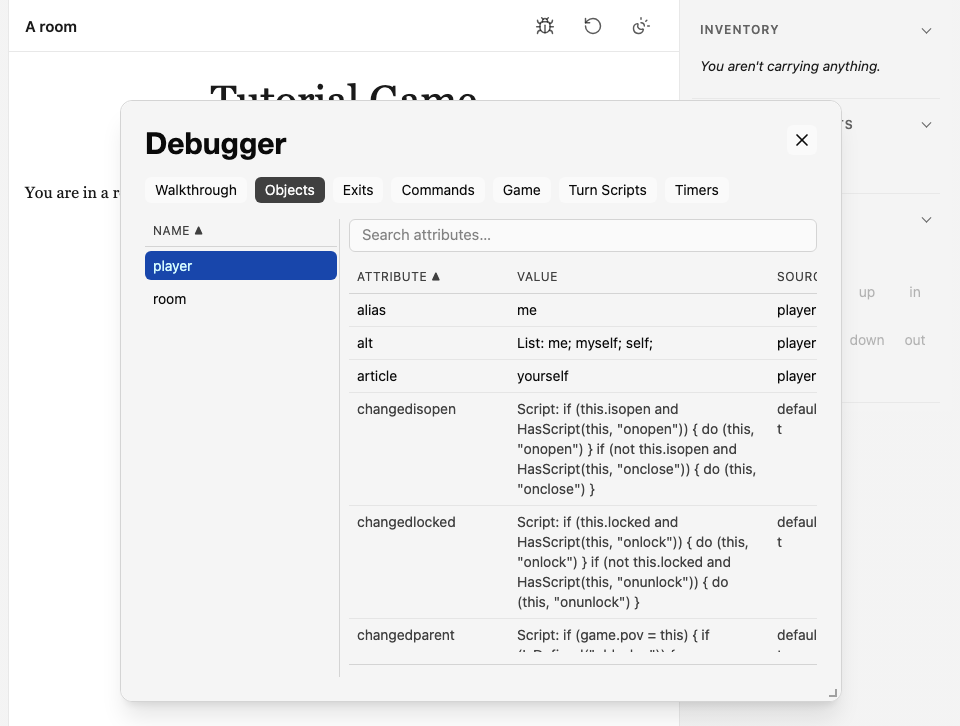 A room
INVENTORY
You aren't carrying anything.
Tutorial Game
You are in a r
up
in
down
out
Debugger
Walkthrough
Objects
Exits
Commands
Game
Turn Scripts
Timers
NAME ▲
player
room
Search attributes...
ATTRIBUTE ▲ VALUE SOURC
alias me player
alt List: me; myself; self; player
article yourself player
changedisopen Script: if (this.isopen and defaul
HasScript(this, "onopen")) { do (this, t
"onopen") } if (not this.isopen and
HasScript(this, "onclose")) { do (this,
"onclose") }
changedlocked Script: if (this.locked and defaul
HasScript(this, "onlock")) { do (this, t
"onlock") } if (not this.locked and
HasScript(this, "onunlock")) { do
(this, "onunlock") }
changedparent Script: if (game.pov = this) { if defaul